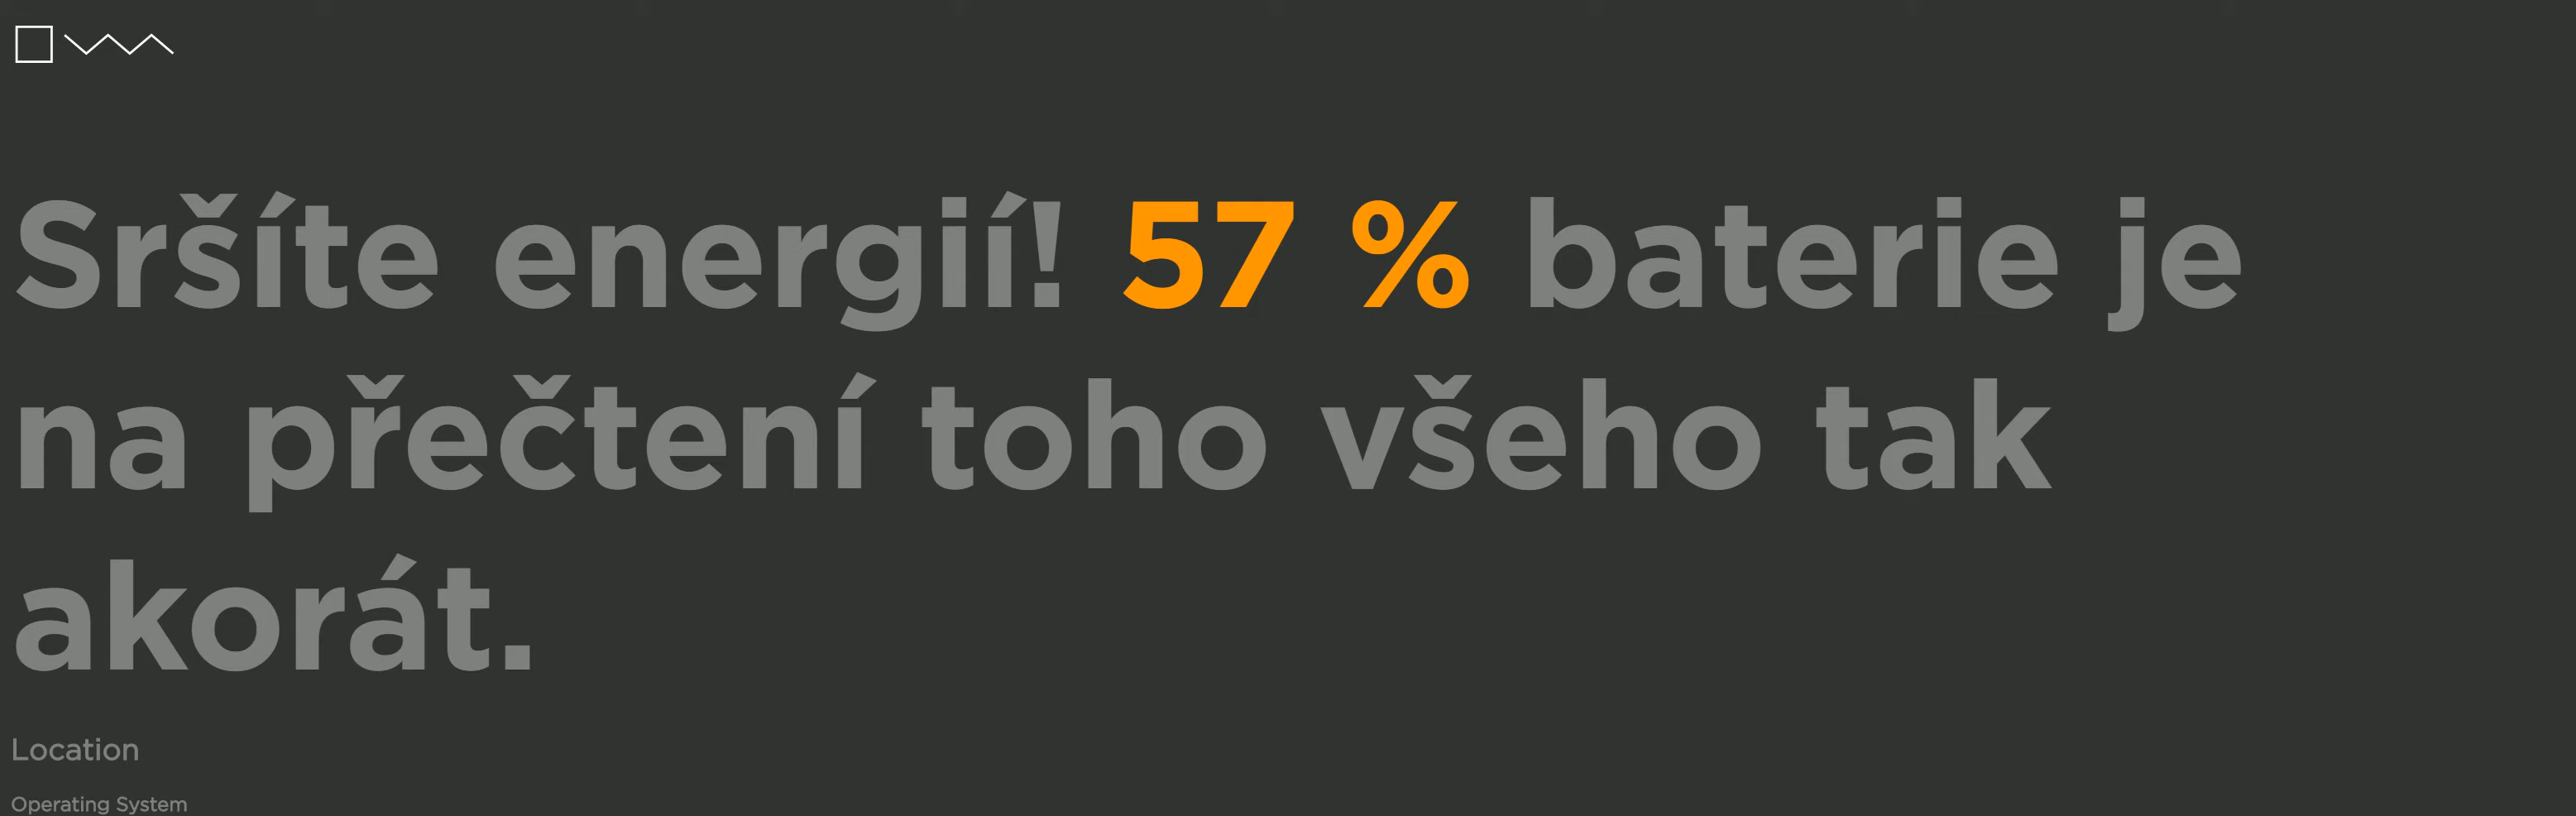 Sršíte energií! 57 % baterie je
na přečtení toho všeho tak
akorát.
Location
Operating System